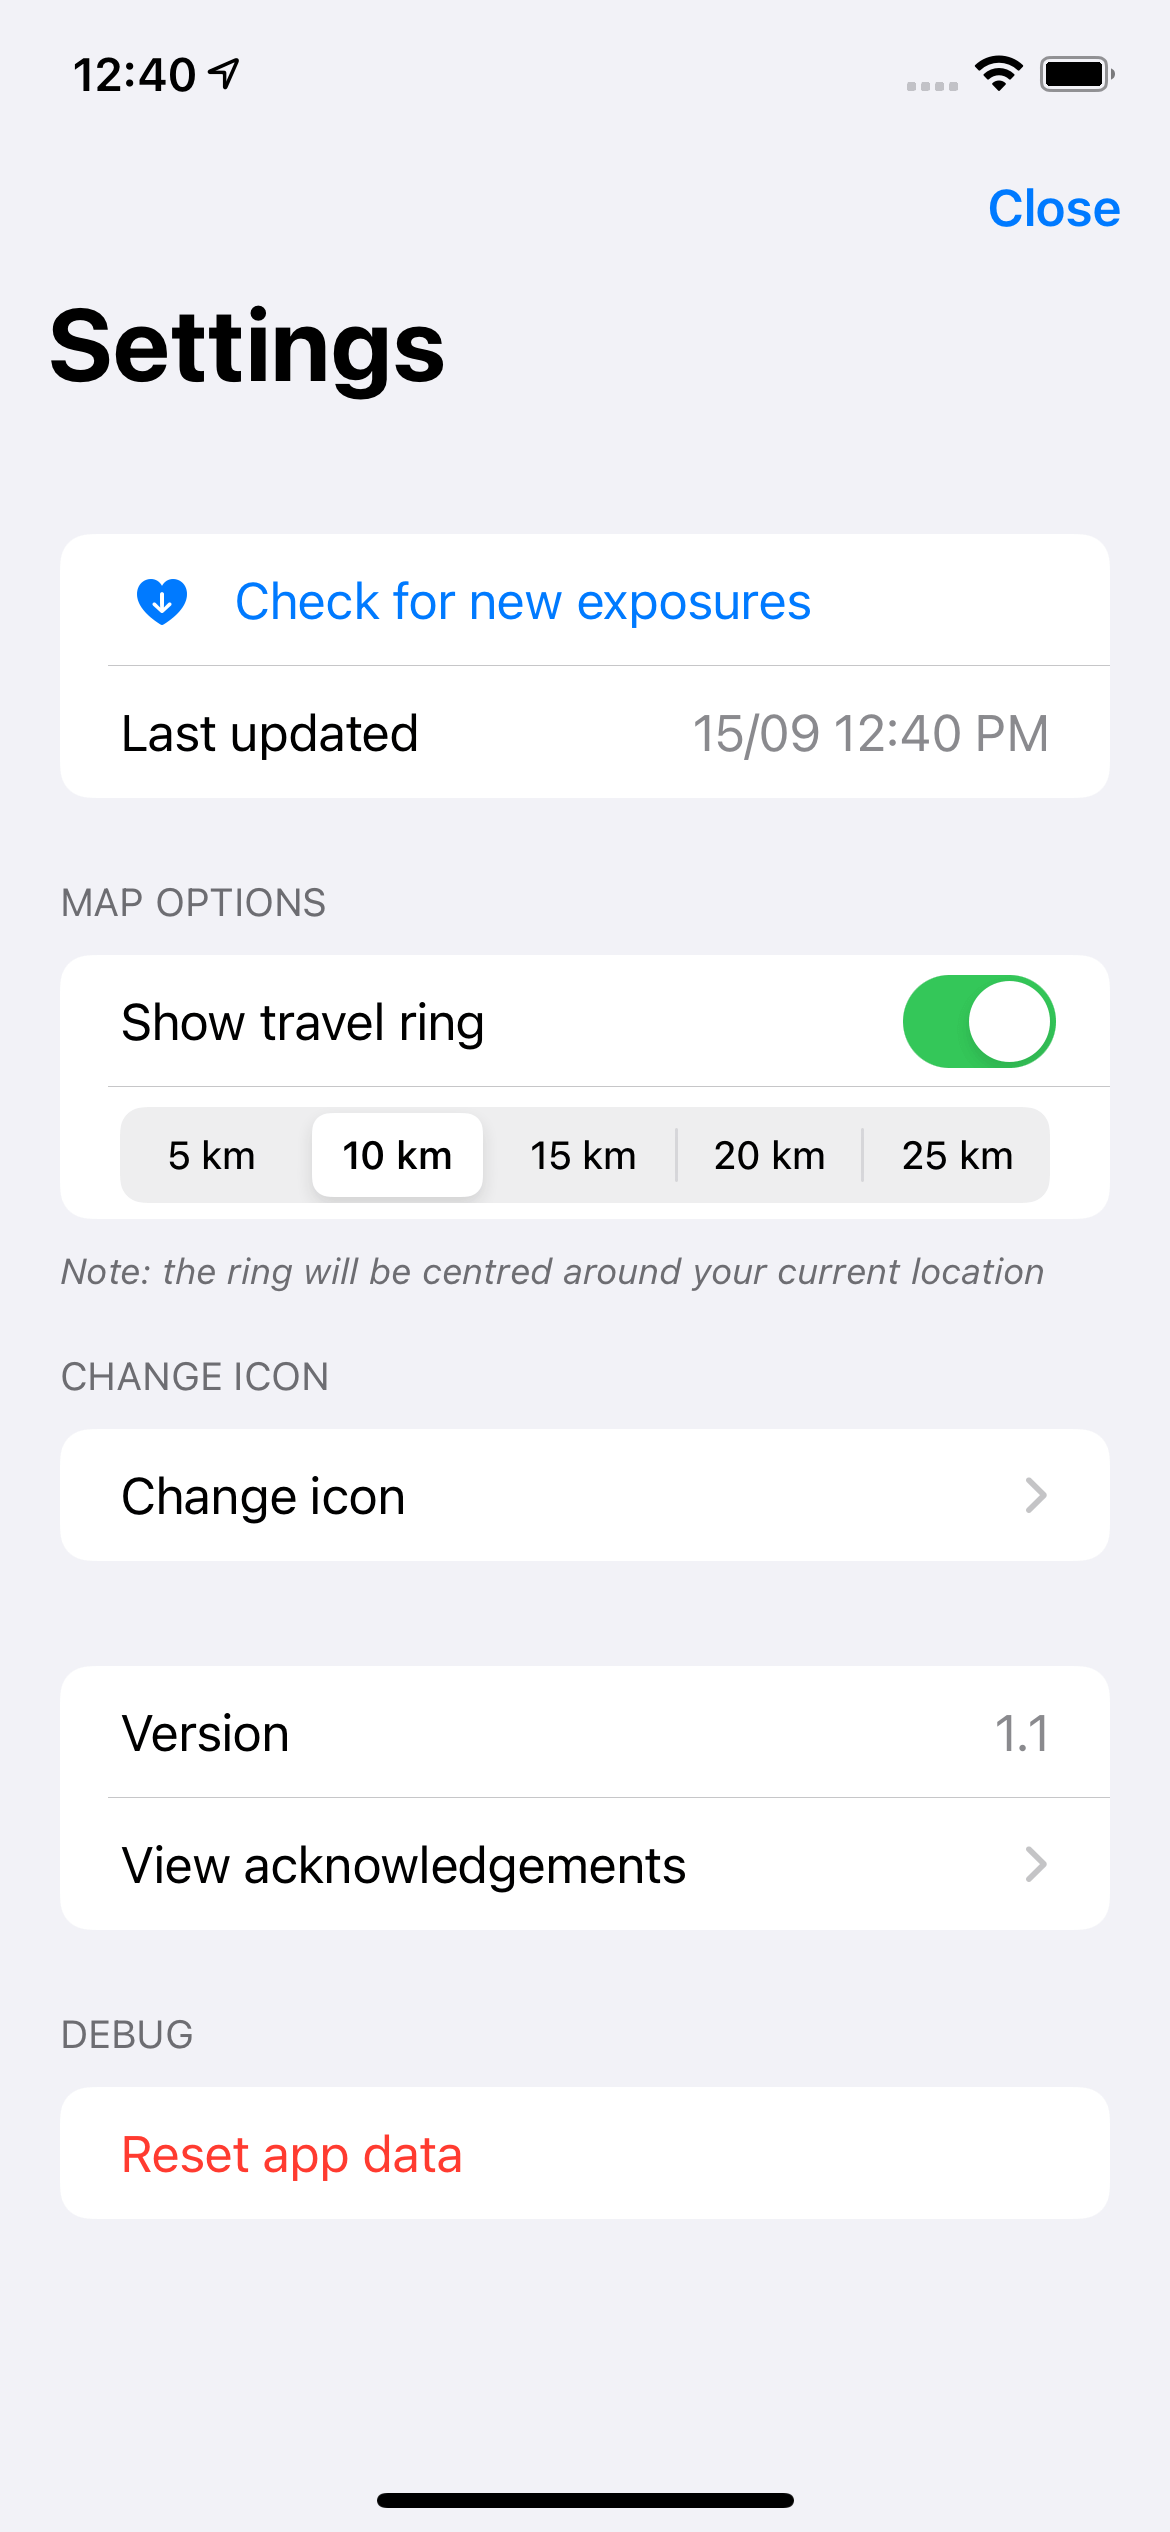 12:40
Close
Settings
Check for new exposures
Last updated 15/09 12:40 PM
MAP OPTIONS
Show travel ring
5 km 10 km 15 km 20 km 25 km
Note: the ring will be centred around your current location
CHANGE ICON
Change icon
Version 1.1
View acknowledgements
DEBUG
Reset app data